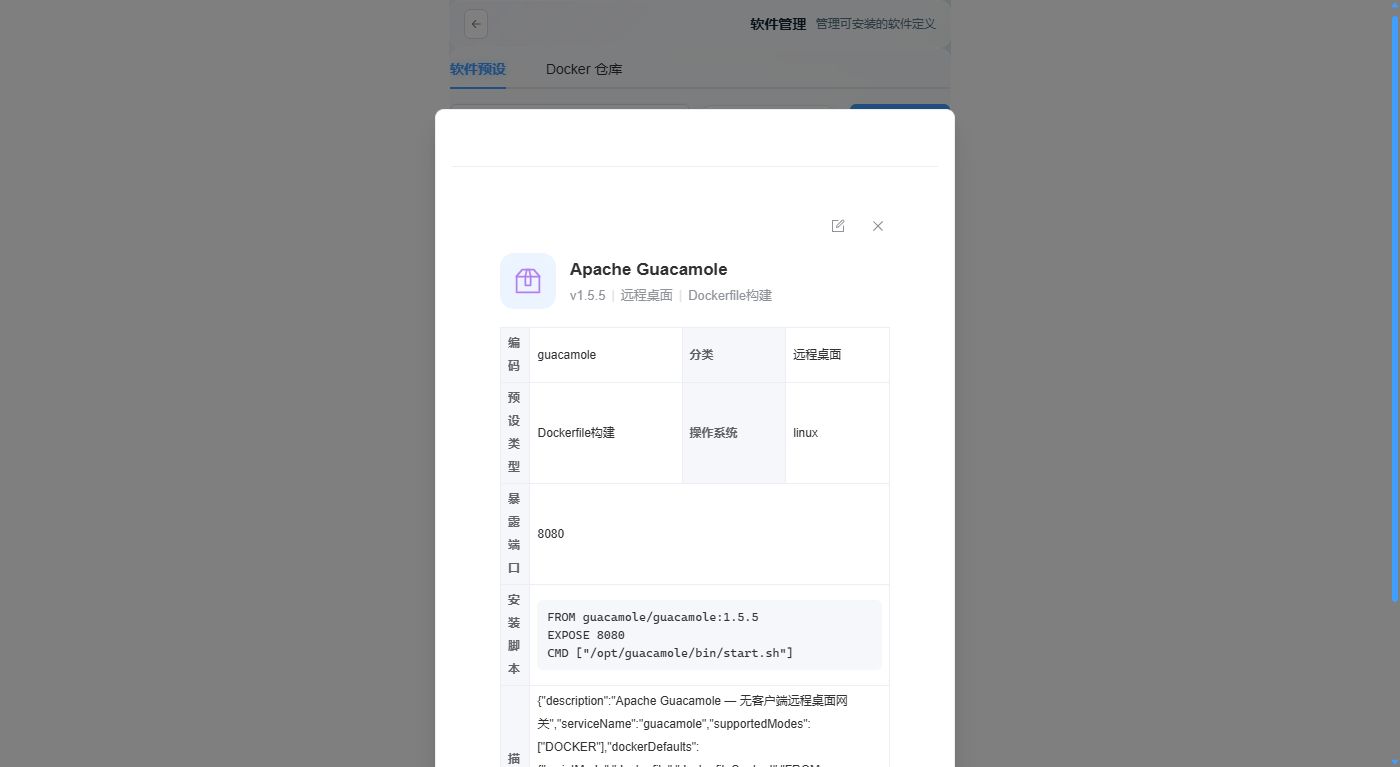 软件管理 管理可安装的软件定义
软件预设 Docker 仓库
Apache Guacamole
v1.5.5 | 远程桌面 | Dockerfile构建
编码 guacamole 分类 远程桌面
预设类型 Dockerfile构建 操作系统 linux
暴露端口 8080
安装脚本
FROM guacamole/guacamole:1.5.5
EXPOSE 8080
CMD ["/opt/guacamole/bin/start.sh"]
描
{"description":"Apache Guacamole — 无客户端远程桌面网
关","serviceName":"guacamole","supportedModes":
["DOCKER"],"dockerDefaults":